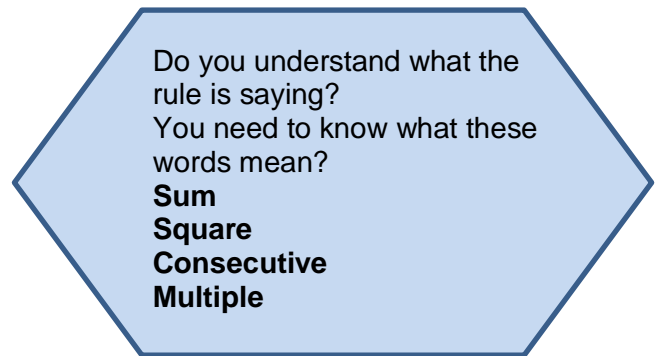 Do you understand what the
rule is saying?
You need to know what these
words mean?
Sum
Square
Consecutive
Multiple